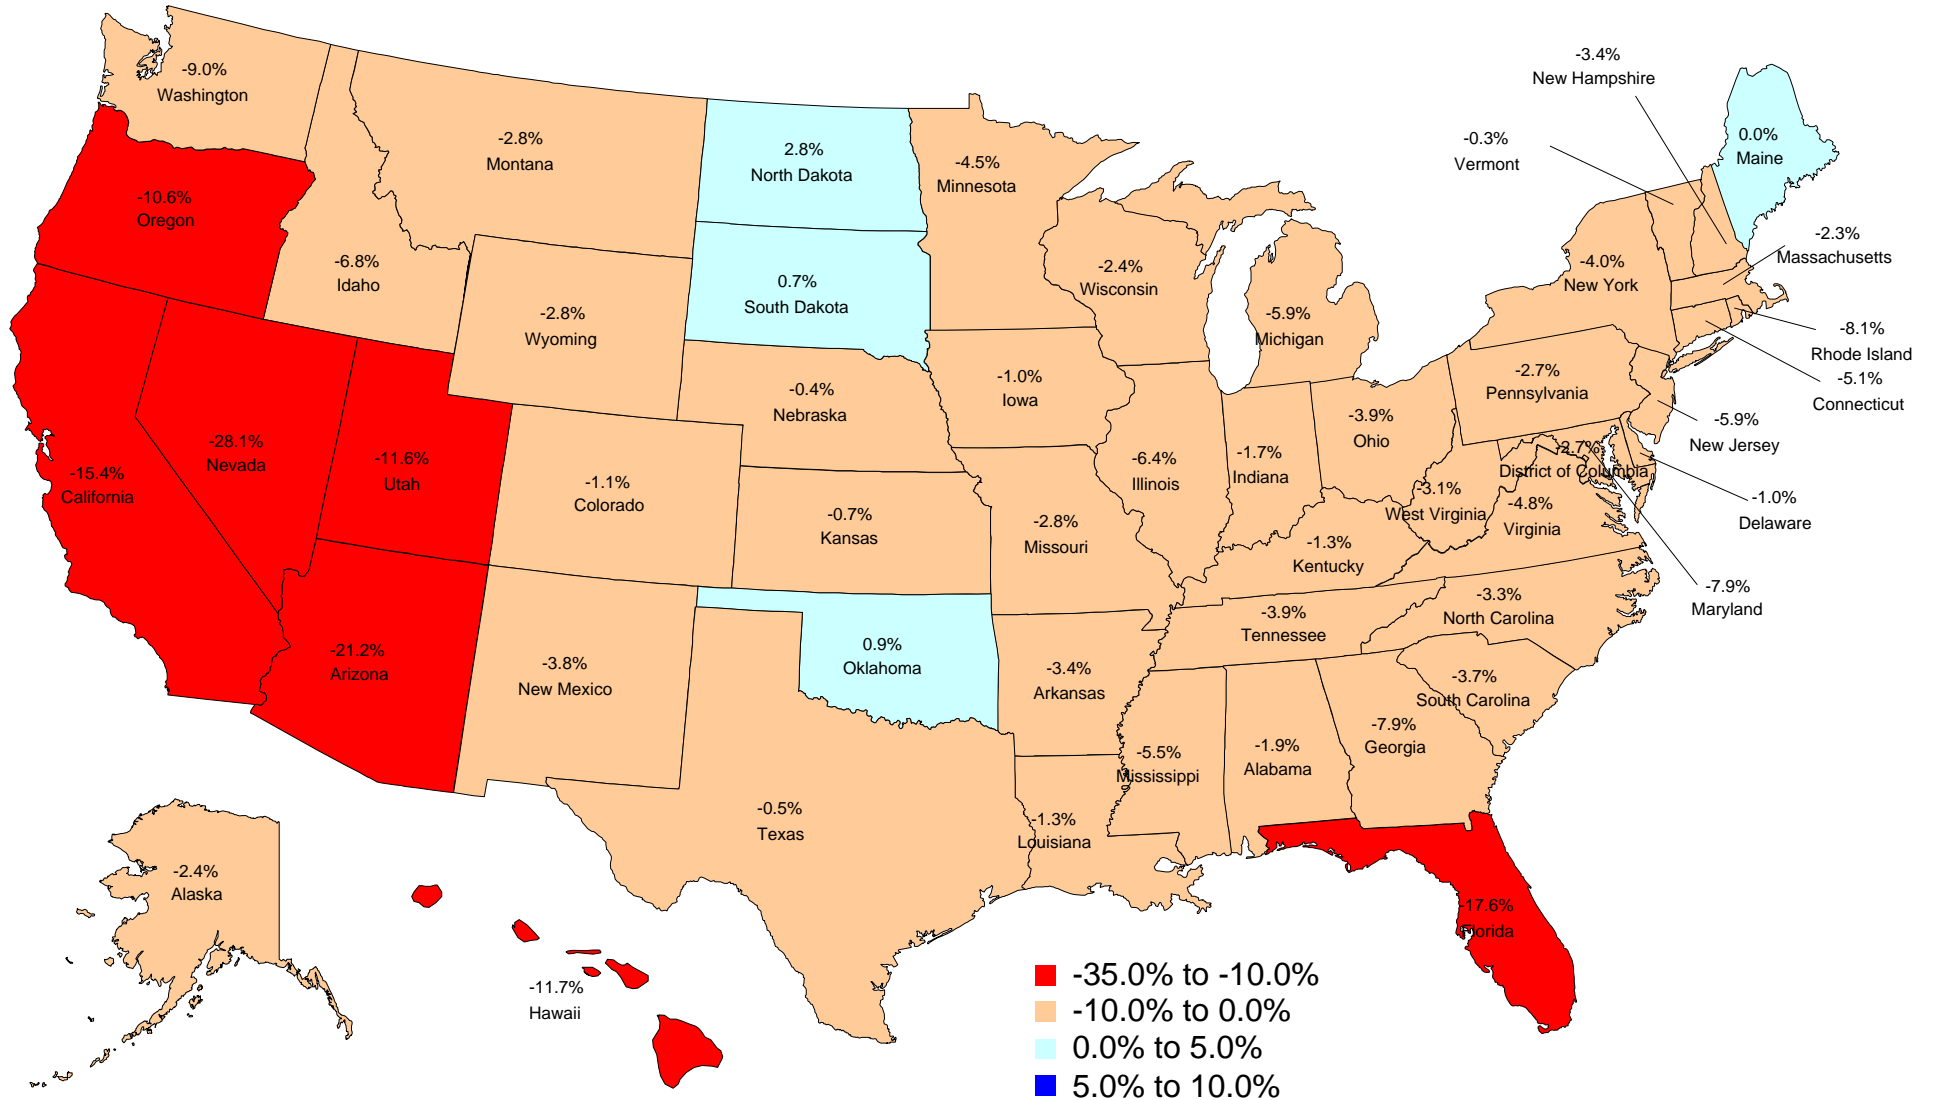 -9.0%
Washington
-10.6%
Oregon
-6.8%
Idaho
-2.8%
Montana
2.8%
North Dakota
-4.5%
Minnesota
0.7%
South Dakota
-2.8%
Wyoming
-2.4%
Wisconsin
-5.9%
Michigan
-3.4%
New Hampshire
-0.3%
Vermont
0.0%
Maine
-2.3%
Massachusetts
-4.0%
New York
-8.1%
Rhode Island
-5.1%
Connecticut
-5.9%
New Jersey
-2.7%
Pennsylvania
-15.4%
California
-28.1%
Nevada
-11.6%
Utah
-1.1%
Colorado
-0.4%
Nebraska
-1.0%
Iowa
-0.7%
Kansas
-2.8%
Missouri
-6.4%
Illinois
-1.7%
Indiana
-3.9%
Ohio
-3.1%
West Virginia
-2.7%
District of Columbia
-4.8%
Virginia
-1.0%
Delaware
-7.9%
Maryland
-1.3%
Kentucky
-3.9%
Tennessee
-3.3%
North Carolina
-3.7%
South Carolina
-21.2%
Arizona
-3.8%
New Mexico
0.9%
Oklahoma
-3.4%
Arkansas
-5.5%
Mississippi
-1.9%
Alabama
-7.9%
Georgia
-0.5%
Texas
-1.3%
Louisiana
-17.6%
Florida
-2.4%
Alaska
-11.7%
Hawaii
-35.0% to -10.0%
-10.0% to 0.0%
0.0% to 5.0%
5.0% to 10.0%